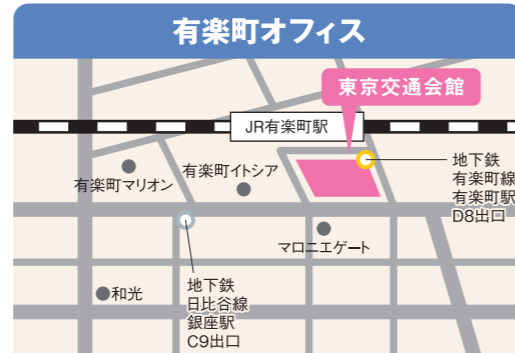 有楽町オフィス
東京交通会館
JR有楽町駅
有楽町マリオン
有楽町イトシア
地下鉄
有楽町線
有楽町駅
D8出口
マロニエゲート
和光
地下鉄
日比谷線
銀座駅
C9出口